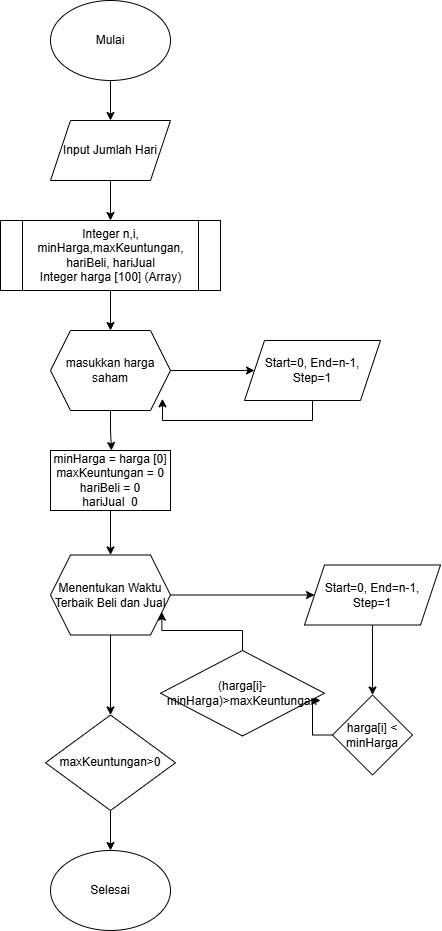 Mulai
Input Jumlah Hari
Integer n,i,
minHarga,maxKeuntungan,
hariBeli, hariJual
Integer harga [100] (Array)
masukkan harga
saham
Start=0, End=n-1,
Step=1
minHarga = harga [0]
maxKeuntungan = 0
hariBeli = 0
hariJual  0
Menentukan Waktu
Terbaik Beli dan Jual
Start=0, End=n-1,
Step=1
(harga[i]-
minHarga)>maxKeuntungan
harga[i] <
minHarga
maxKeuntungan>0
Selesai